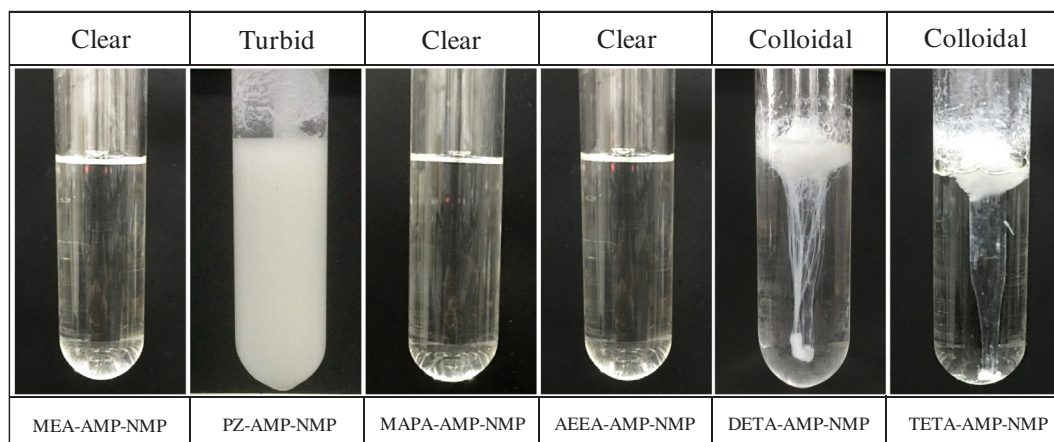 Clear
Turbid
Clear
Clear
Colloidal
Colloidal
MEA-AMP-NMP
PZ-AMP-NMP
MAPA-AMP-NMP
AEEA-AMP-NMP
DETA-AMP-NMP
TETA-AMP-NMP